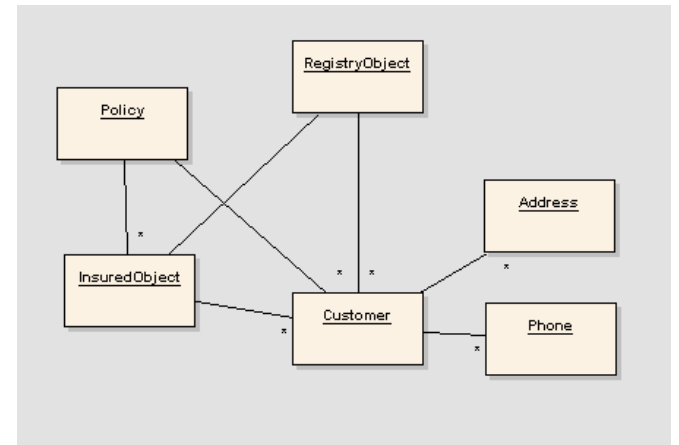 RegistryObject
Policy
Address
*
*
InsuredObject
* *
Customer
*
Phone
*